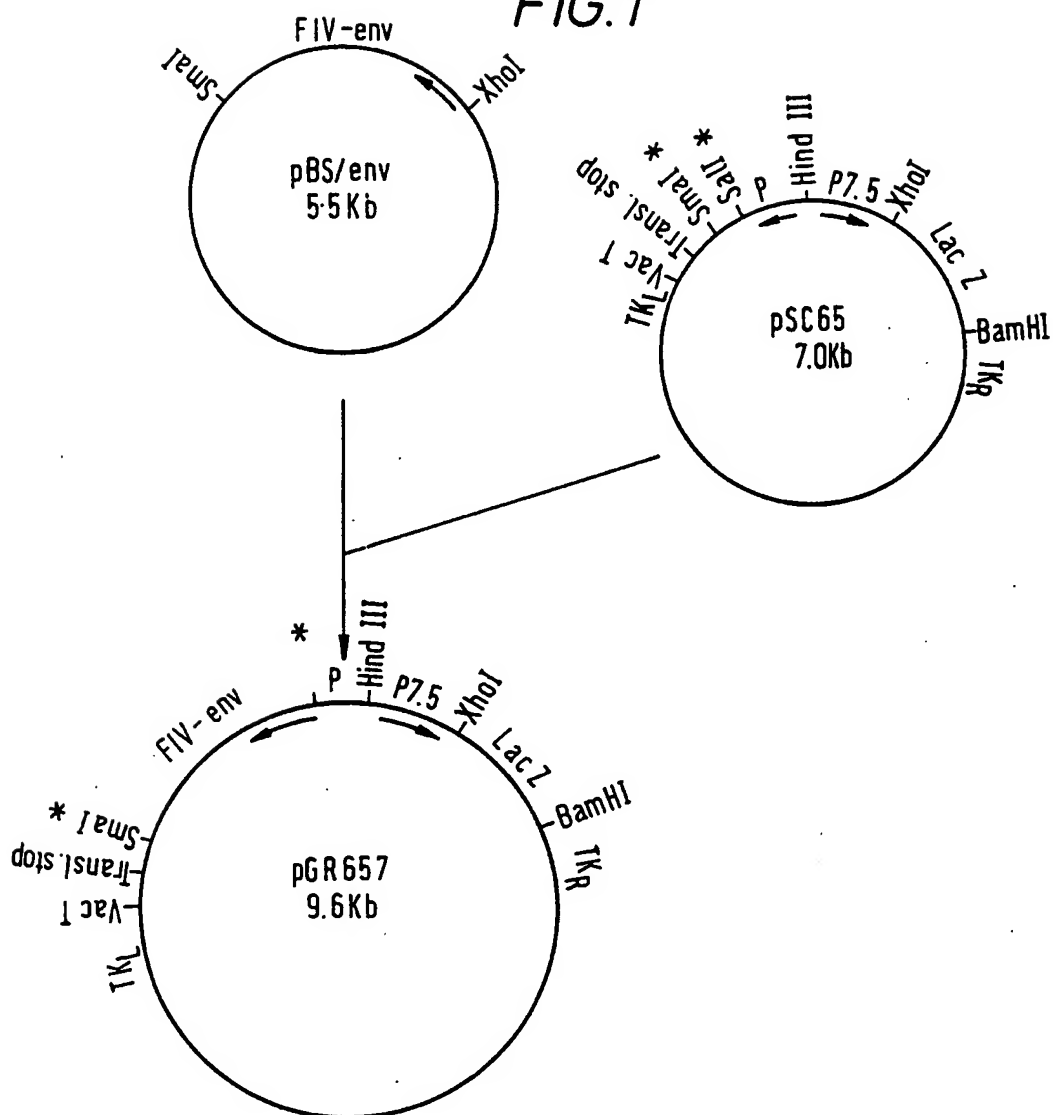 FIG.1
FIV-env
SmaI
XhoI
pBS/env
5·5Kb
TKL
Vac T
Transl. stop
SmaI *
SalI *
P
Hind III
P7.5
XhoI
Lac Z
BamHI
TKR
pSC65
7.0Kb
*
P
Hind III
P7.5
XhoI
Lac Z
BamHI
TKR
FIV-env
SmaI *
Transl.stop
Vac T
TKL
pGR657
9.6Kb